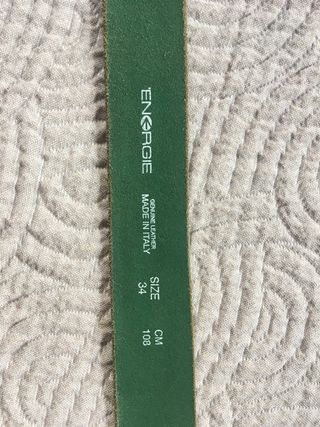 'ENERGIE
GENUINE LEATHER
MADE IN ITALY
SIZE
34
CM
108